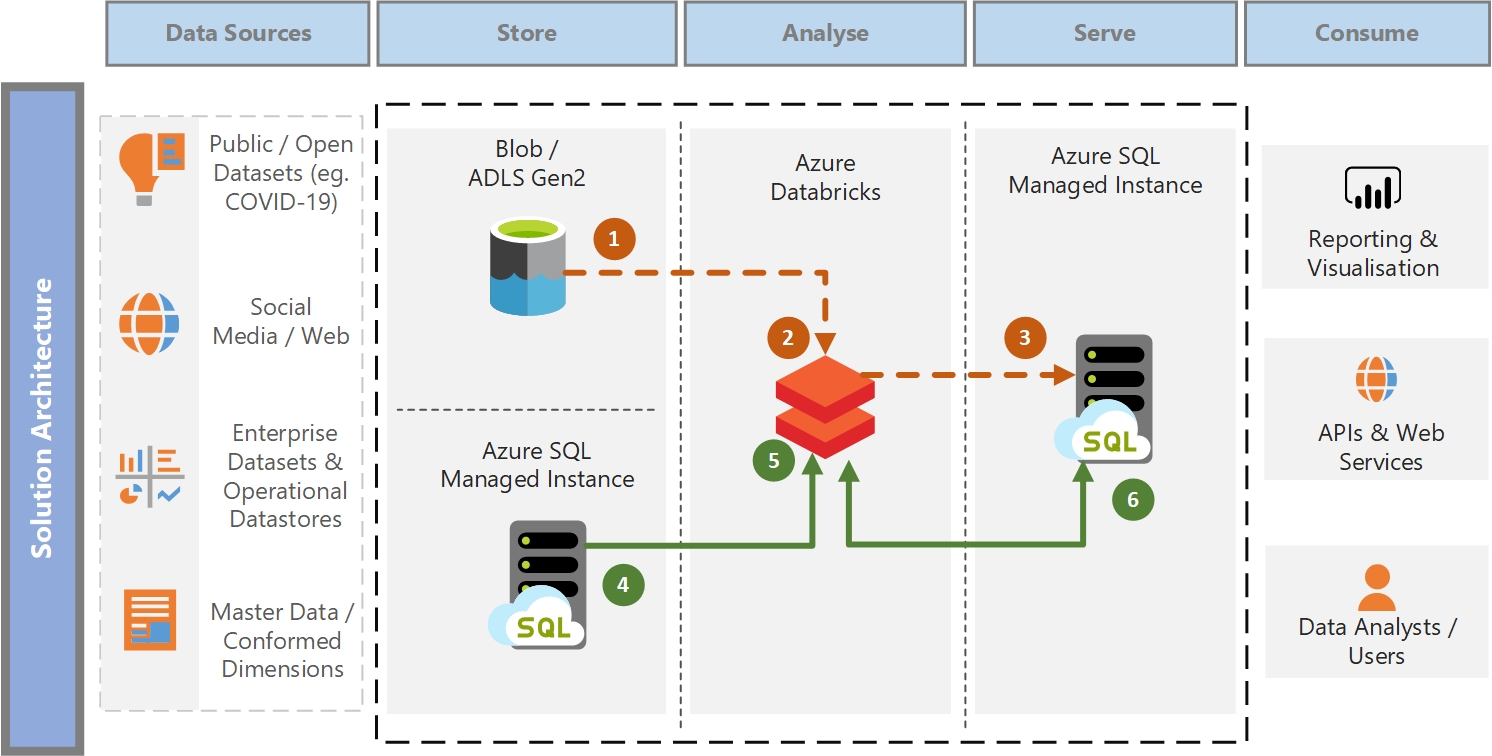 Data Sources
Store
Analyse
Serve
Consume
Solution Architecture
Public / Open
Datasets (eg.
COVID-19)
Social
Media / Web
Enterprise
Datasets &
Operational
Datastores
Master Data /
Conformed
Dimensions
Blob /
ADLS Gen2
1
Azure SQL
Managed Instance
4
SQL
Azure
Databricks
2
5
Azure SQL
Managed Instance
3
SQL
6
Reporting &
Visualisation
APIs & Web
Services
Data Analysts /
Users